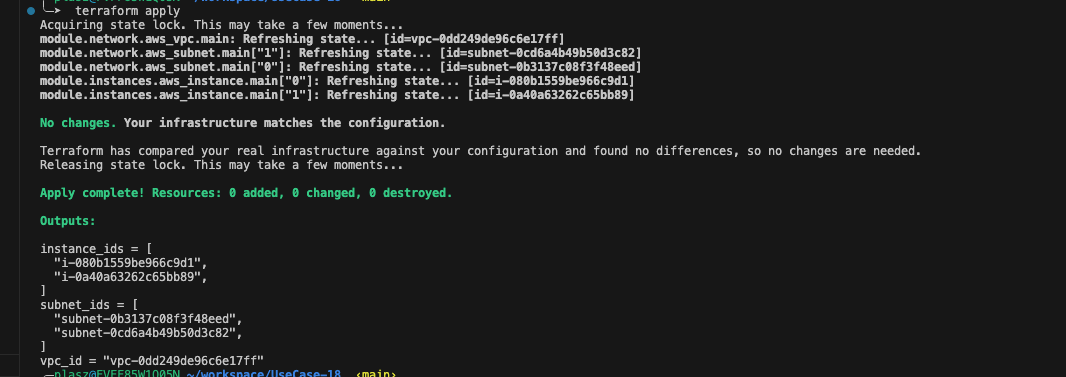 terraform apply
Acquiring state lock. This may take a few moments...
module.network.aws_vpc.main: Refreshing state... [id=vpc-0dd249de96c6e17ff]
module.network.aws_subnet.main["1"]: Refreshing state... [id=subnet-0cd6a4b49b50d3c82]
module.network.aws_subnet.main["0"]: Refreshing state... [id=subnet-0b3137c08f3f48eed]
module.instances.aws_instance.main["0"]: Refreshing state... [id=i-080b1559be966c9d1]
module.instances.aws_instance.main["1"]: Refreshing state... [id=i-0a40a63262c65bb89]
No changes. Your infrastructure matches the configuration.
Terraform has compared your real infrastructure against your configuration and found no differences, so no changes are needed.
Releasing state lock. This may take a few moments...
Apply complete! Resources: 0 added, 0 changed, 0 destroyed.
Outputs:
instance_ids = [
"i-080b1559be966c9d1",
"i-0a40a63262c65bb89",
]
subnet_ids = [
"subnet-0b3137c08f3f48eed",
"subnet-0cd6a4b49b50d3c82",
]
vpc_id = "vpc-0dd249de96c6e17ff"
~/workspace/UseCase-18 ‹main›